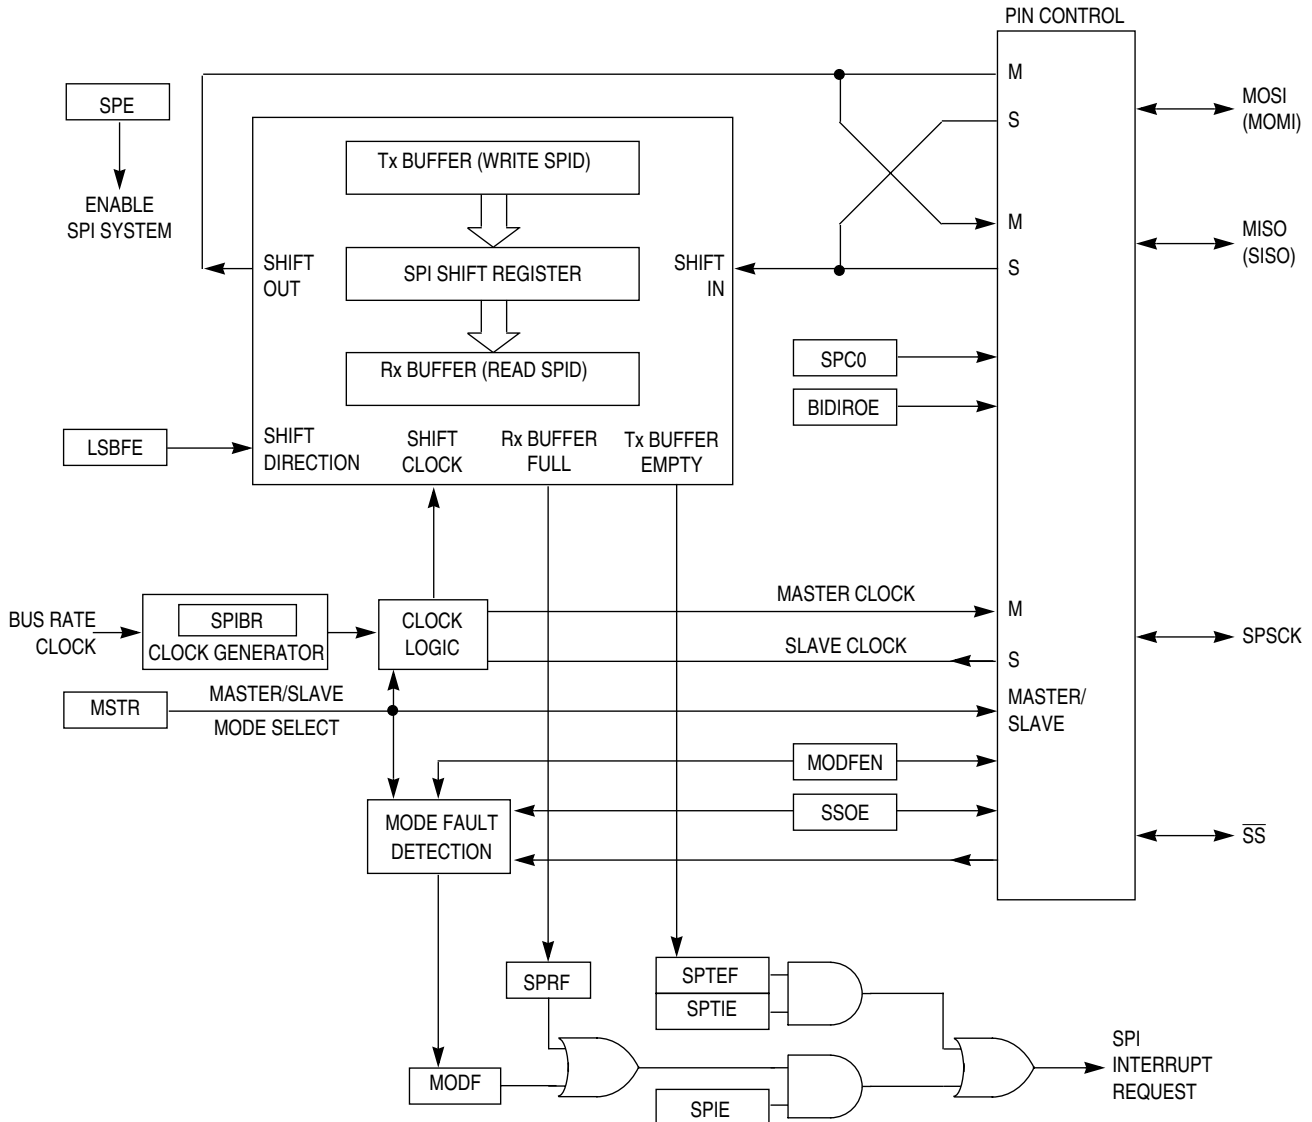 PIN CONTROL
M
MOSI
(MOMI)
SPE
S
Tx BUFFER (WRITE SPID)
ENABLE
SPI SYSTEM
M
MISO
(SISO)
SHIFT
OUT
SPI SHIFT REGISTER
SHIFT
IN
S
SPC0
Rx BUFFER (READ SPID)
BIDIROE
LSBFE
SHIFT
DIRECTION
SHIFT
CLOCK
Rx BUFFER
FULL
Tx BUFFER
EMPTY
BUS RATE
CLOCK
SPIBR
CLOCK GENERATOR
CLOCK
LOGIC
MASTER CLOCK
M
SLAVE CLOCK
S
SPSCK
MSTR
MASTER/SLAVE
MODE SELECT
MASTER/
SLAVE
MODFEN
MODE FAULT
DETECTION
SSOE
S̅S̅
SPRF
SPTEF
SPTIE
MODF
SPIE
SPI
INTERRUPT
REQUEST